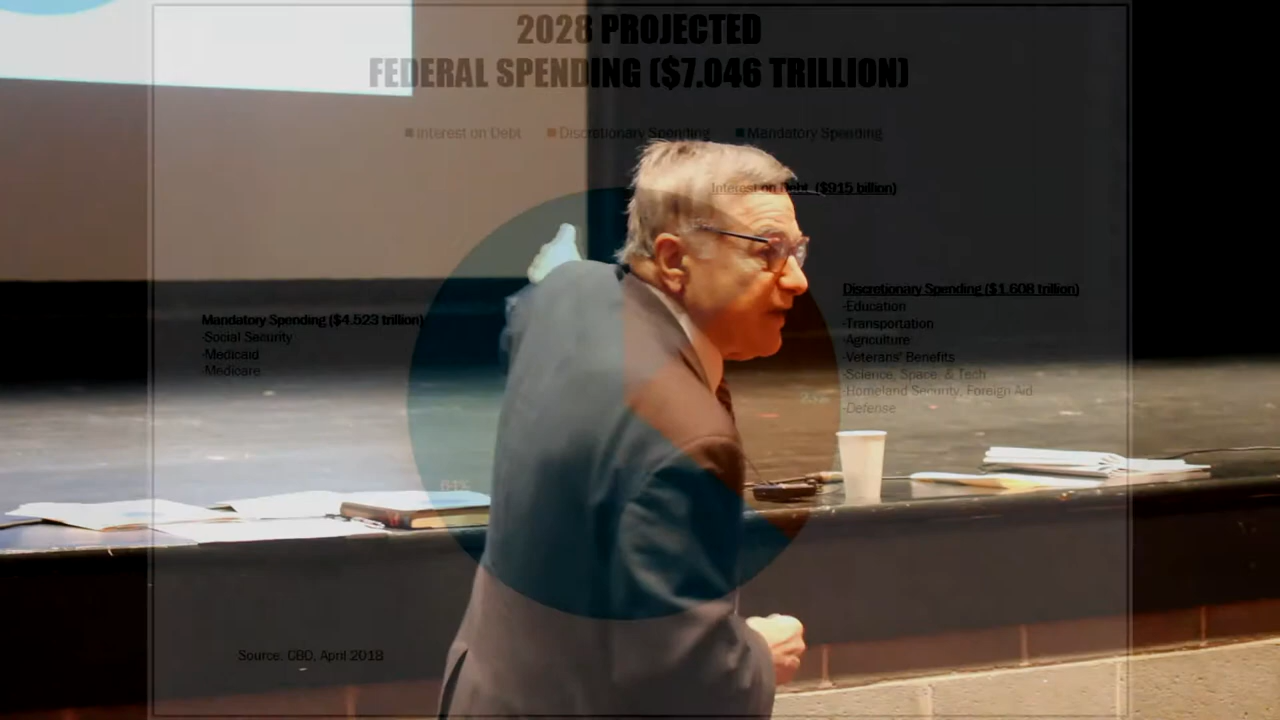 2028 PROJECTED
FEDERAL SPENDING ($7.046 TRILLION)
Interest on Debt Discretionary Spending Mandatory Spending
Interest on Debt ($915 billion)
Discretionary Spending ($1.608 trillion)
-Education
-Transportation
-Agriculture
-Veterans' Benefits
-Science, Space, & Tech
-Homeland Security, Foreign Aid
-Defense
Mandatory Spending ($4.523 trillion)
-Social Security
-Medicaid
-Medicare
64%
Source: CBO, April 2018